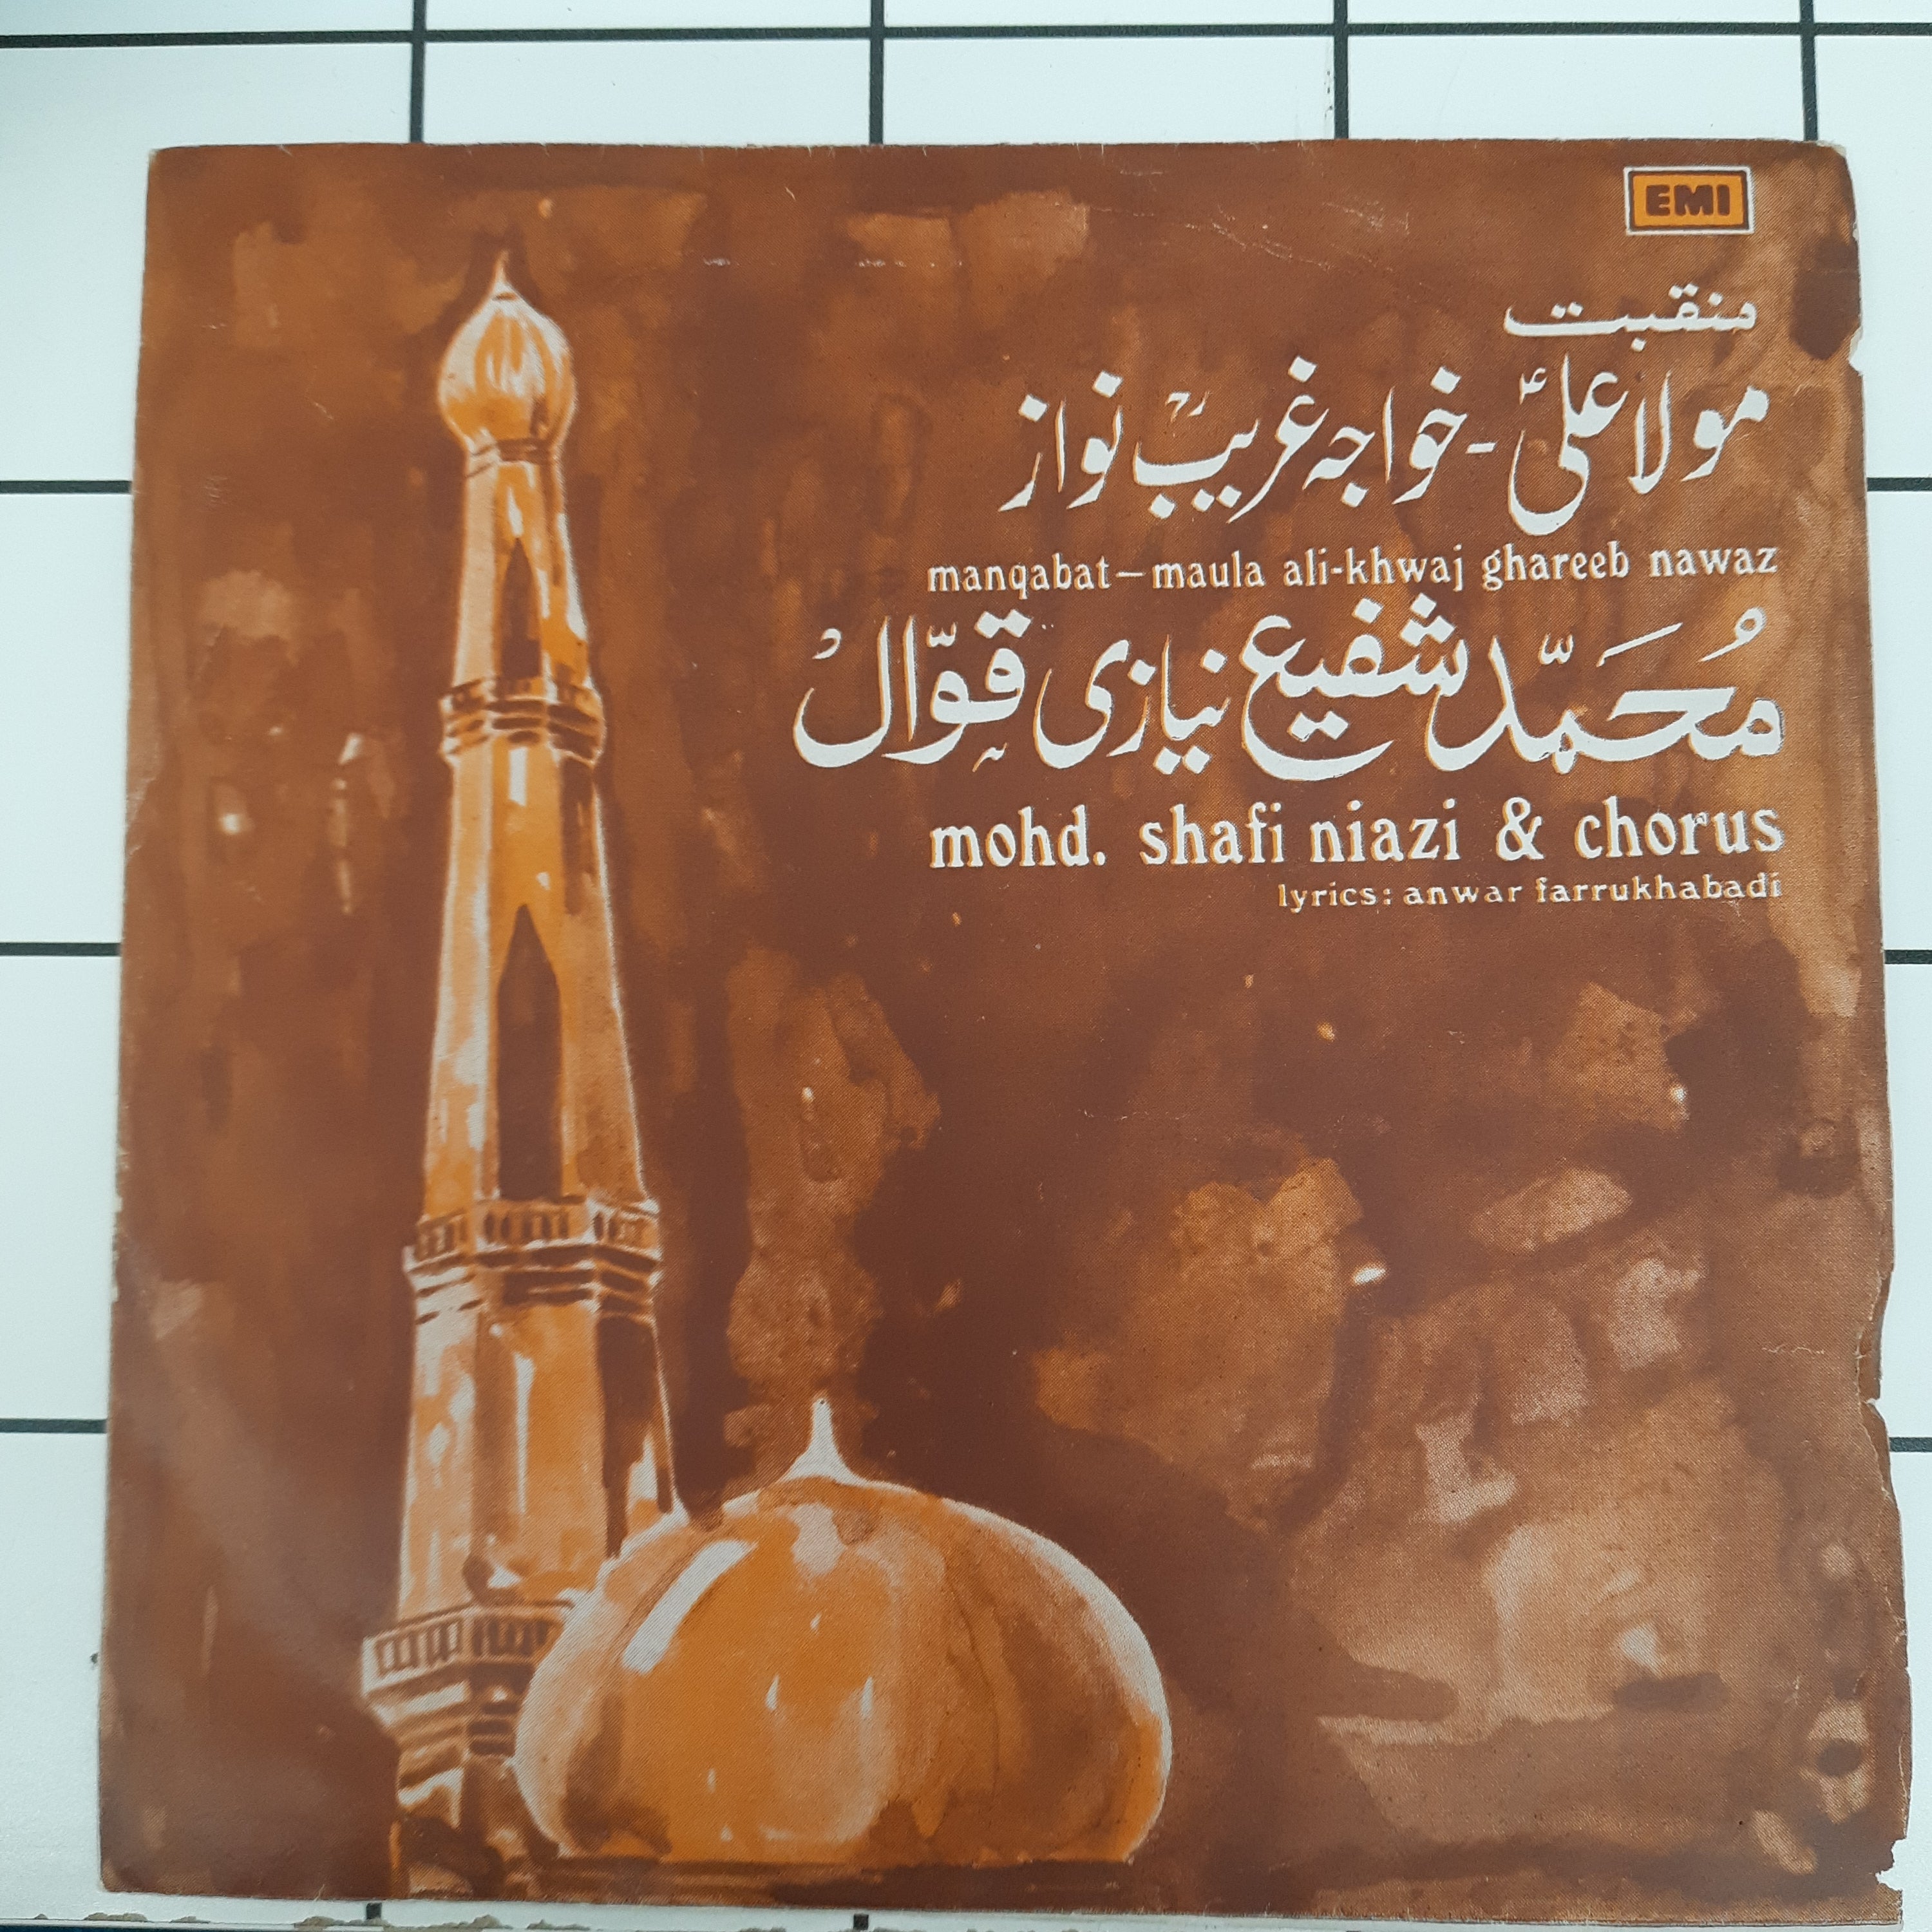 EMI
منقبت
مولا علیؑ - خواجہ غریبؒ نواز
manqabat—maula ali-khwaj ghareeb nawaz
مُحَمّد شفیع نیازی قوّال
mohd. shafi niazi & chorus
lyrics: anwar farrukhabadi